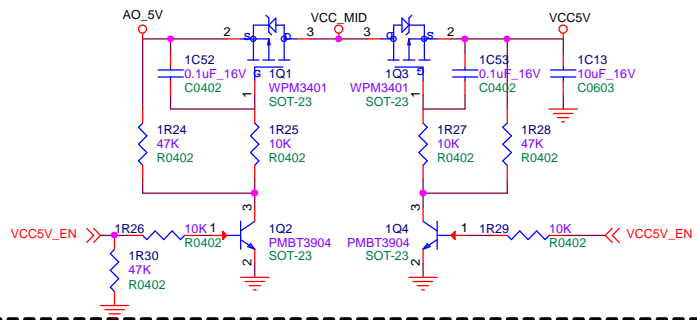 AO_5V
VCC_MID
VCC5V
2
S
D
3
3
D
S
2
1C52
0.1uF_16V
C0402
G
1
1Q1
WPM3401
SOT-23
1Q3
WPM3401
SOT-23
G
1
1C53
0.1uF_16V
C0402
1C13
10uF_16V
C0603
1R24
47K
R0402
1R25
10K
R0402
1R27
10K
R0402
1R28
47K
R0402
VCC5V_EN
1R26
10K
R0402
1
3
2
1Q2
PMBT3904
SOT-23
1Q4
PMBT3904
SOT-23
3
2
1
1R29
10K
R0402
VCC5V_EN
1R30
47K
R0402